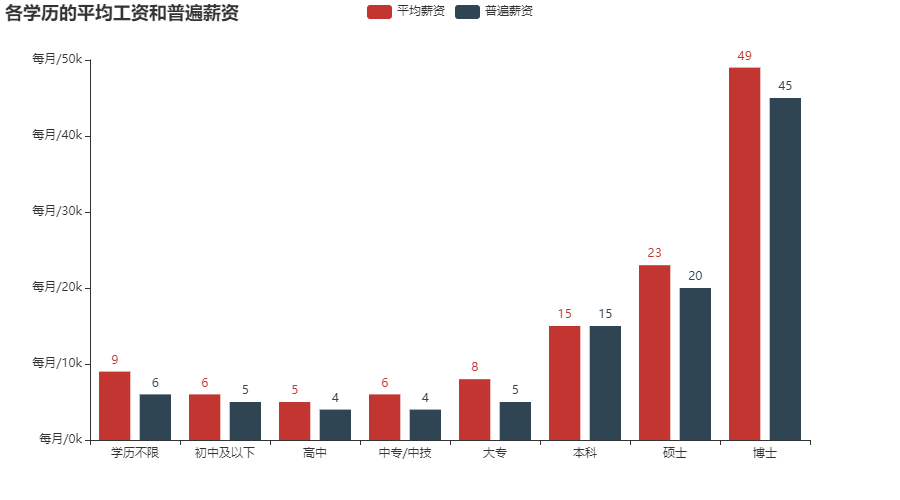 各学历的平均工资和普遍薪资
平均薪资 普遍薪资
每月/50k
每月/40k
每月/30k
每月/20k
每月/10k
每月/0k
9 6 6 5 5 4 6 4 8 5 15 15 23 20 49 45
学历不限 初中及以下 高中 中专/中技 大专 本科 硕士 博士